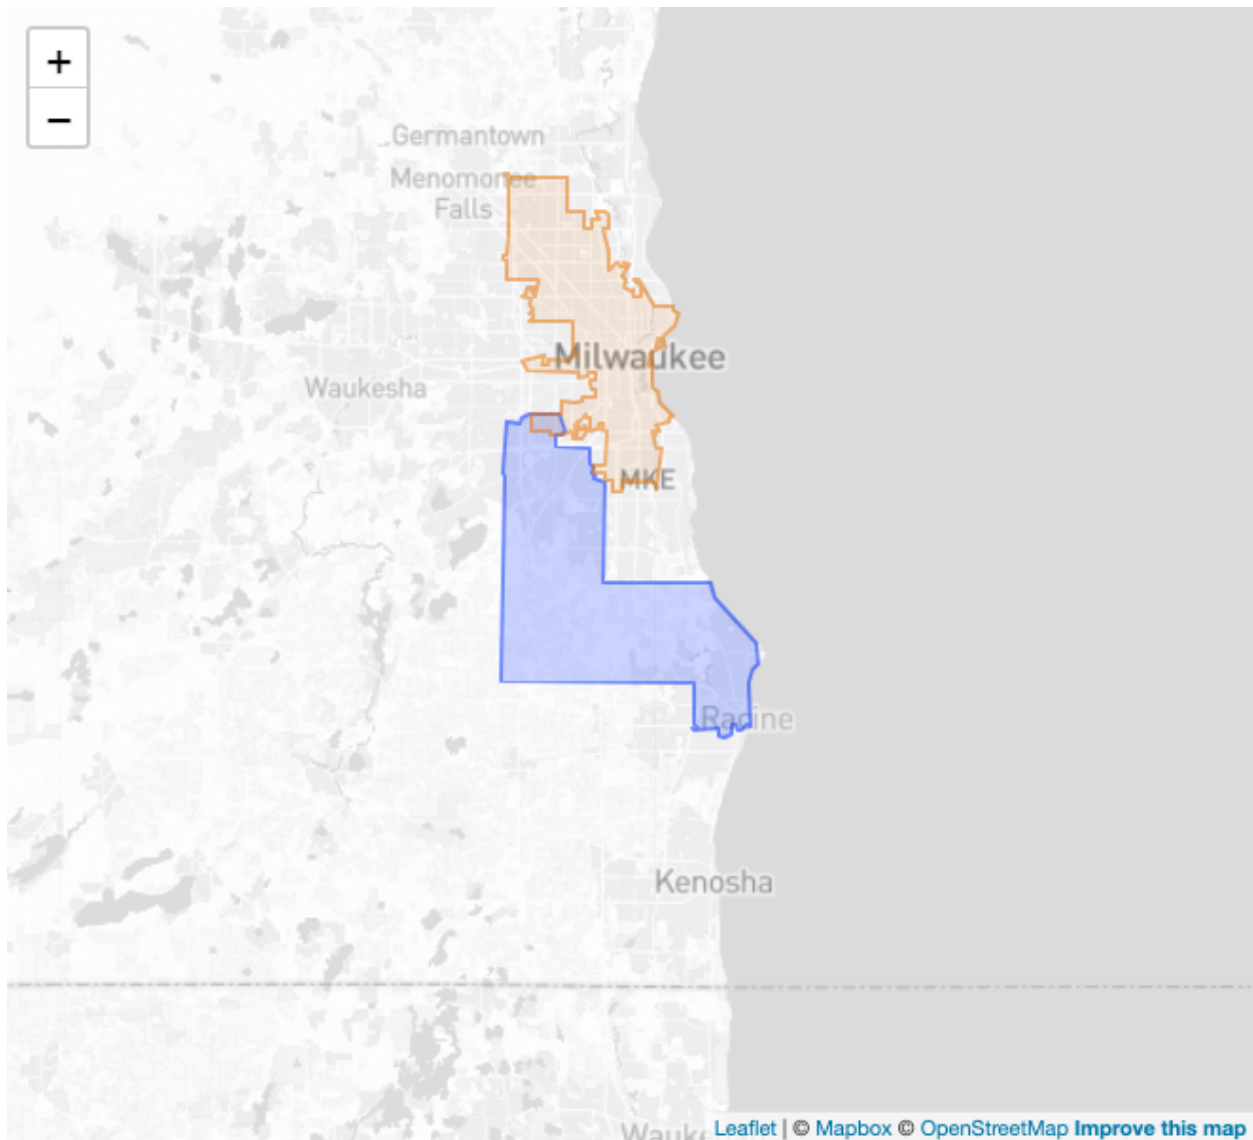 +
−
Germantown
Menomonee
Falls
Milwaukee
Waukesha
MKE
Racine
Kenosha
Leaflet | © Mapbox © OpenStreetMap Improve this map